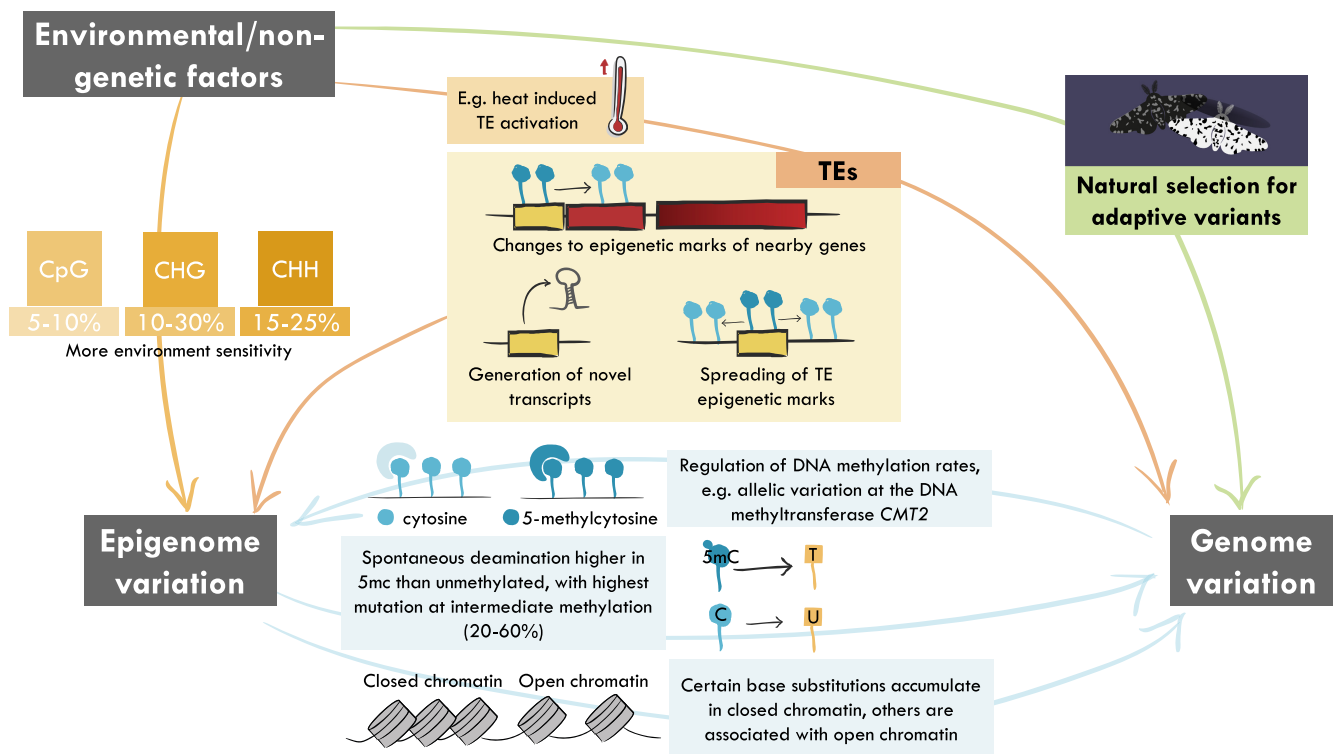 Environmental/non-
genetic factors
E.g. heat induced
TE activation
TEs
Natural selection for
adaptive variants
Changes to epigenetic marks of nearby genes
CpG
CHG
CHH
5-10%
10-30%
15-25%
More environment sensitivity
Generation of novel
transcripts
Spreading of TE
epigenetic marks
Regulation of DNA methylation rates,
e.g. allelic variation at the DNA
methyltransferase CMT2
cytosine
5-methylcytosine
Epigenome
variation
Genome
variation
Spontaneous deamination higher in
5mc than unmethylated, with highest
mutation at intermediate methylation
(20-60%)
5mC
T
C
U
Closed chromatin
Open chromatin
Certain base substitutions accumulate
in closed chromatin, others are
associated with open chromatin